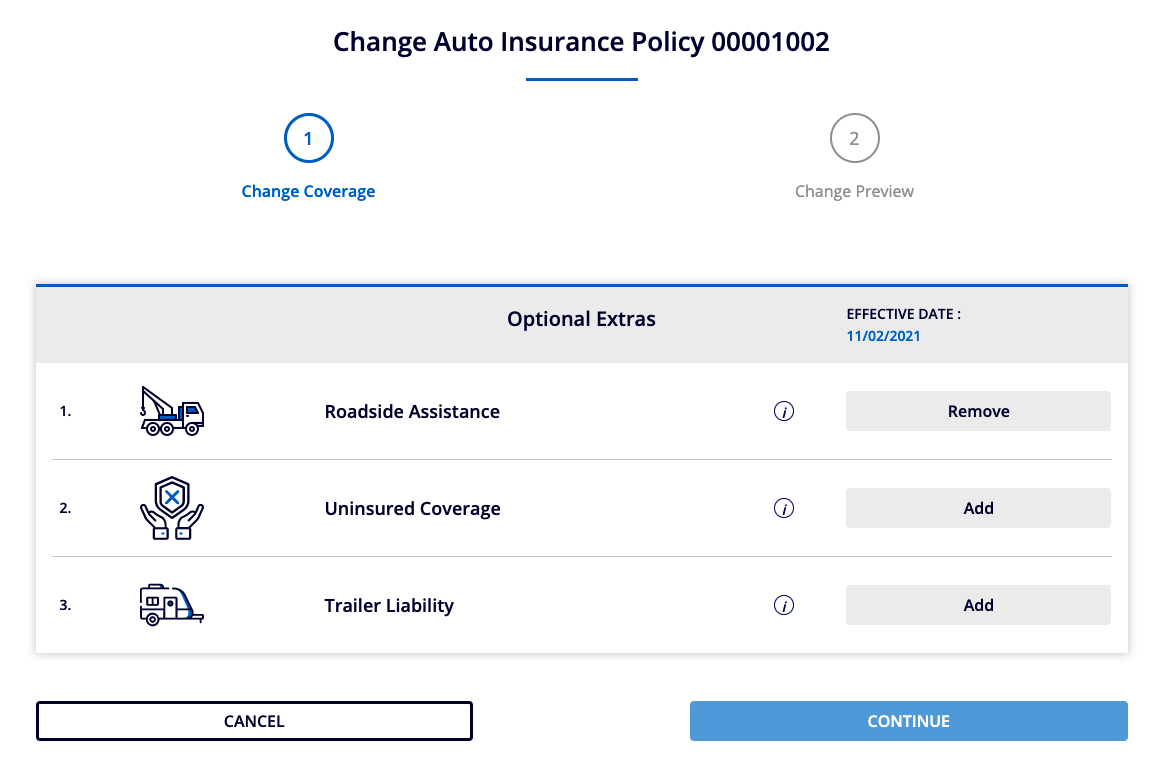 Change Auto Insurance Policy 00001002
1
2
Change Coverage
Change Preview
Optional Extras
EFFECTIVE DATE :
11/02/2021
1.
Roadside Assistance
i
Remove
2.
Uninsured Coverage
i
Add
3.
Trailer Liability
i
Add
CANCEL
CONTINUE